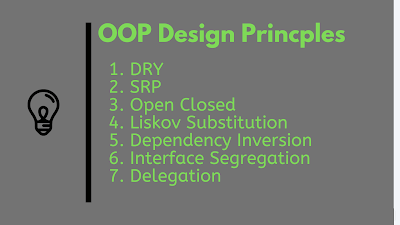 OOP Design Princples
1. DRY
2. SRP
3. Open Closed
4. Liskov Substitution
5. Dependency Inversion
6. Interface Segregation
7. Delegation